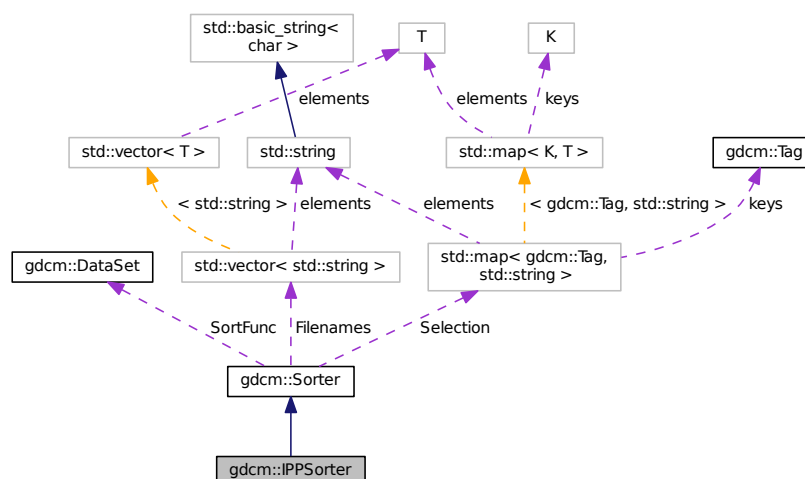 std::basic_string<
char >
T
K
elements
elements
keys
std::vector< T >
std::string
std::map< K, T >
gdcm::Tag
< std::string >
elements
elements
< gdcm::Tag, std::string >
keys
gdcm::DataSet
std::vector< std::string >
std::map< gdcm::Tag,
std::string >
SortFunc
Filenames
Selection
gdcm::Sorter
gdcm::IPPSorter